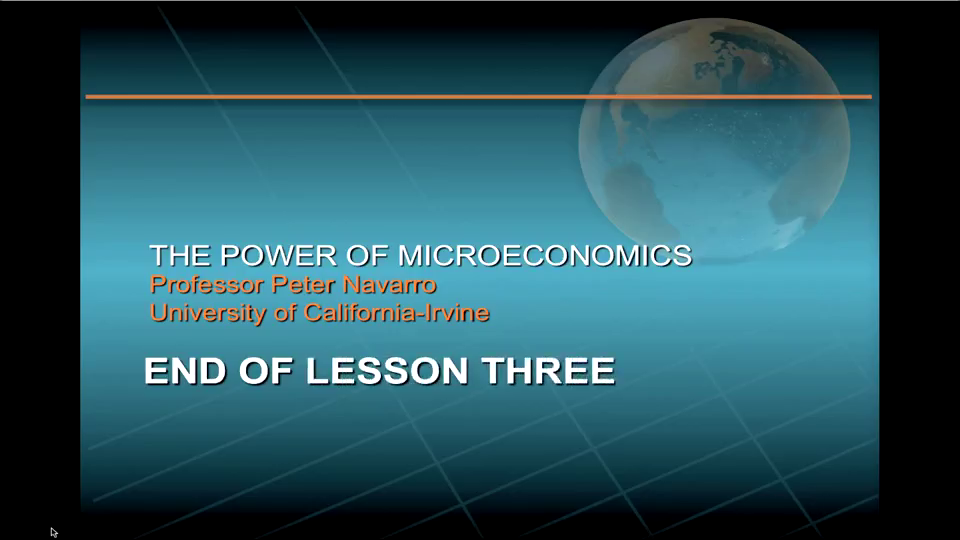 THE POWER OF MICROECONOMICS
Professor Peter Navarro
University of California-Irvine
END OF LESSON THREE